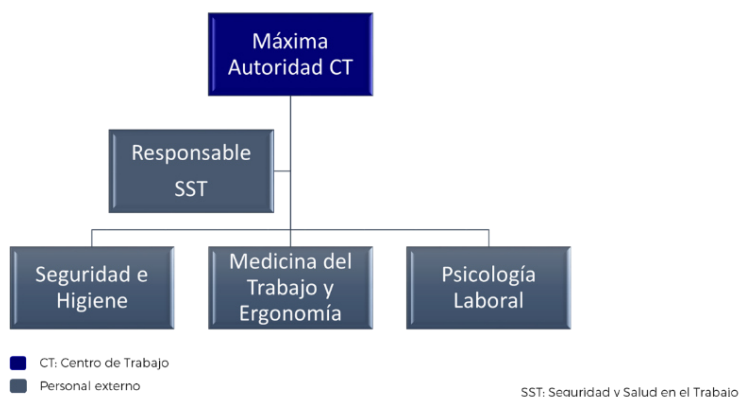 Máxima
Autoridad CT
Responsable
SST
Seguridad e
Higiene
Medicina del
Trabajo y
Ergonomía
Psicología
Laboral
CT: Centro de Trabajo
Personal externo
SST: Seguridad y Salud en el Trabajo